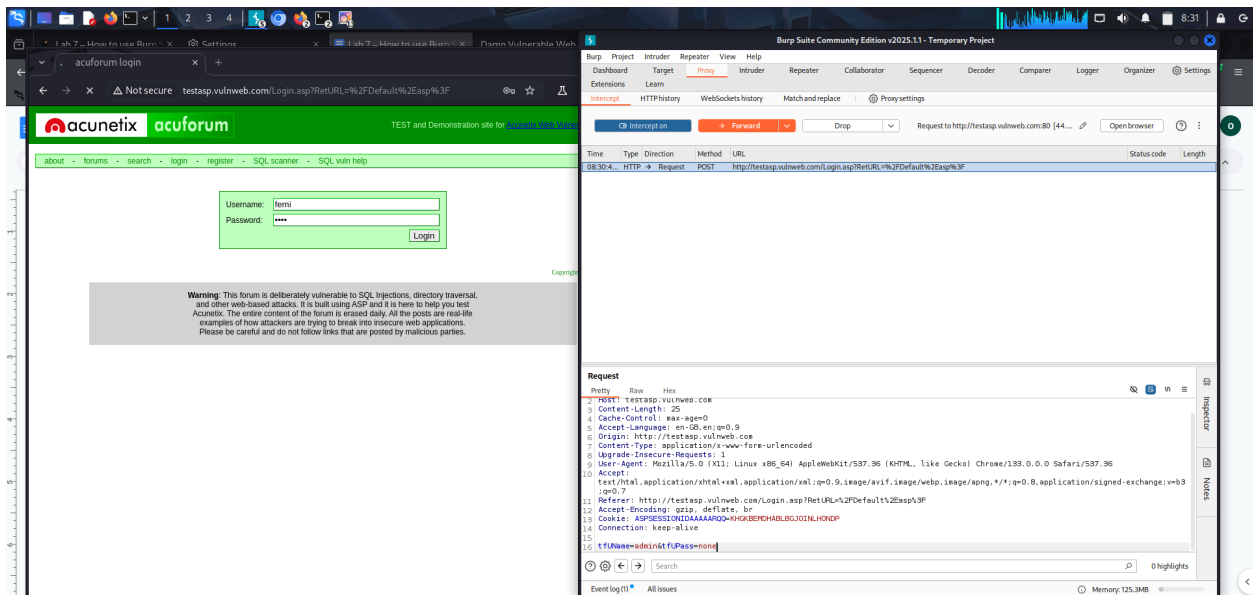 1 2 3 4
8:31
Lab 7 – How to use Burp S
Settings
Lab 7 – How to use Burp
Damn Vulnerable Web
acuforum login
Not secure testasp.vulnweb.com/Login.asp?RetURL=%2FDefault%2Easp%3F
acunetix acuforum
TEST and Demonstration site for Acunetix Web Vulne
about - forums - search - login - register - SQL scanner - SQL vuln help
Username: femi
Password: ••••
Login
Copyright
Warning: This forum is deliberately vulnerable to SQL Injections, directory traversal,
and other web-based attacks. It is built using ASP and it is here to help you test
Acunetix. The entire content of the forum is erased daily. All the posts are real-life
examples of how attackers are trying to break into insecure web applications.
Please be careful and do not follow links that are posted by malicious parties.
Burp Suite Community Edition v2025.1.1 - Temporary Project
Burp Project Intruder Repeater View Help
Dashboard Target Proxy Intruder Repeater Collaborator Sequencer Decoder Comparer Logger Organizer Settings
Extensions Learn
Intercept HTTP history WebSockets history Match and replace Proxy settings
Intercept on Forward Drop Request to http://testasp.vulnweb.com:80 [44.... Open browser
Time Type Direction Method URL Status code Length
08:30:4... HTTP → Request POST http://testasp.vulnweb.com/Login.asp?RetURL=%2FDefault%2Easp%3F
Request
Pretty Raw Hex
2 Host: testasp.vulnweb.com
3 Content-Length: 25
4 Cache-Control: max-age=0
5 Accept-Language: en-GB,en;q=0.9
6 Origin: http://testasp.vulnweb.com
7 Content-Type: application/x-www-form-urlencoded
8 Upgrade-Insecure-Requests: 1
9 User-Agent: Mozilla/5.0 (X11; Linux x86_64) AppleWebKit/537.36 (KHTML, like Gecko) Chrome/133.0.0.0 Safari/537.36
10 Accept:
text/html,application/xhtml+xml,application/xml;q=0.9,image/avif,image/webp,image/apng,*/*;q=0.8,application/signed-exchange;v=b3
;q=0.7
11 Referer: http://testasp.vulnweb.com/Login.asp?RetURL=%2FDefault%2Easp%3F
12 Accept-Encoding: gzip, deflate, br
13 Cookie: ASPSESSIONIDAAAAARQQ=KHGKBEMDHABLBGJOINLHONDP
14 Connection: keep-alive
15
16 tfUName=admin&tfUPass=none
Search
0 highlights
Event log (1) All issues
Memory: 125.3MB
Inspector
Notes